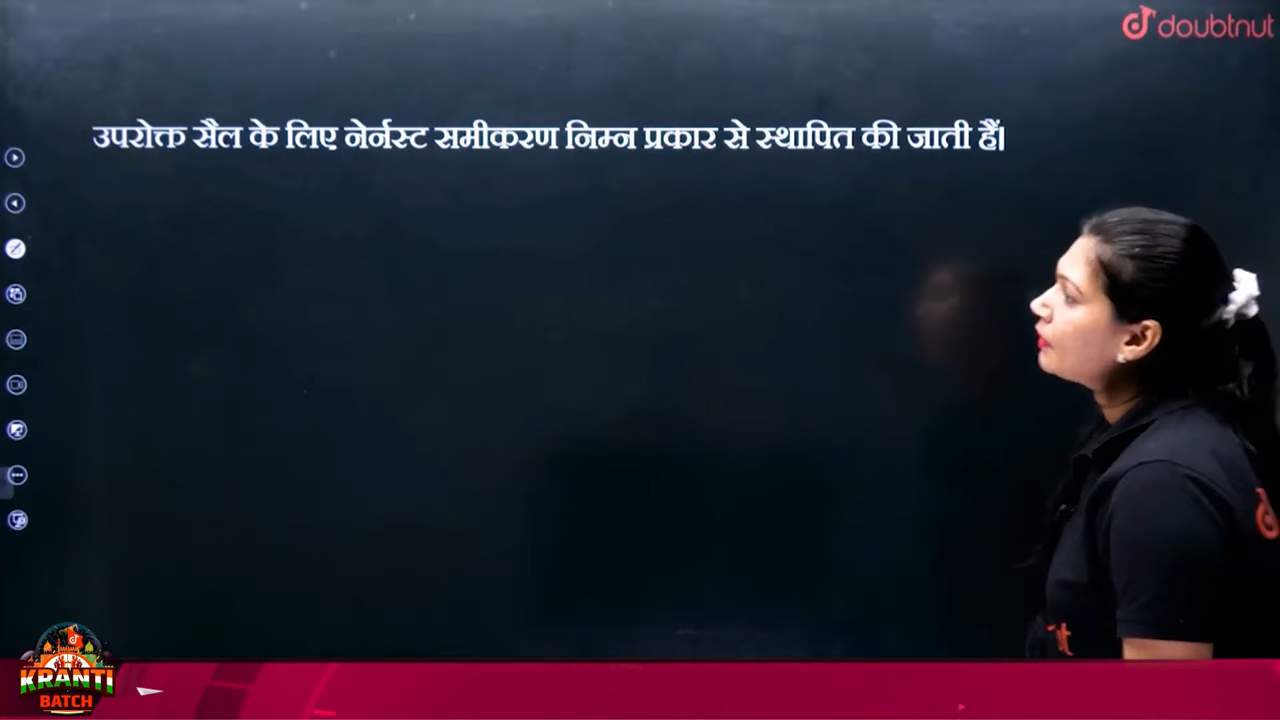 doubtnut
उपरोक्त सैल के लिए नेर्नस्ट समीकरण निम्न प्रकार से स्थापित की जाती हैं।
KRANTI
BATCH